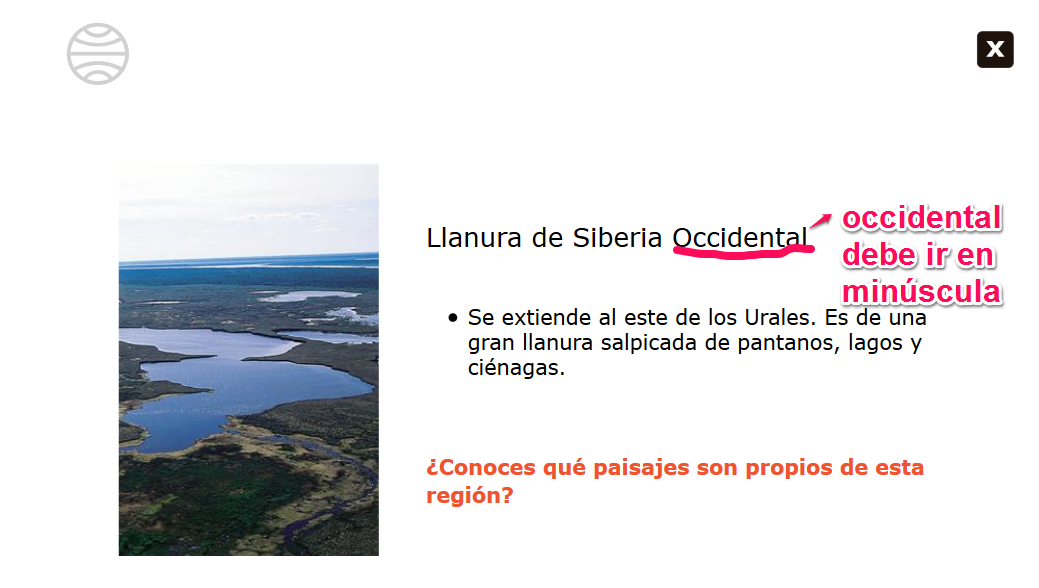 X
Llanura de Siberia Occidental
occidental
debe ir en
minúscula
• Se extiende al este de los Urales. Es de una
gran llanura salpicada de pantanos, lagos y
ciénagas.
¿Conoces qué paisajes son propios de esta
región?